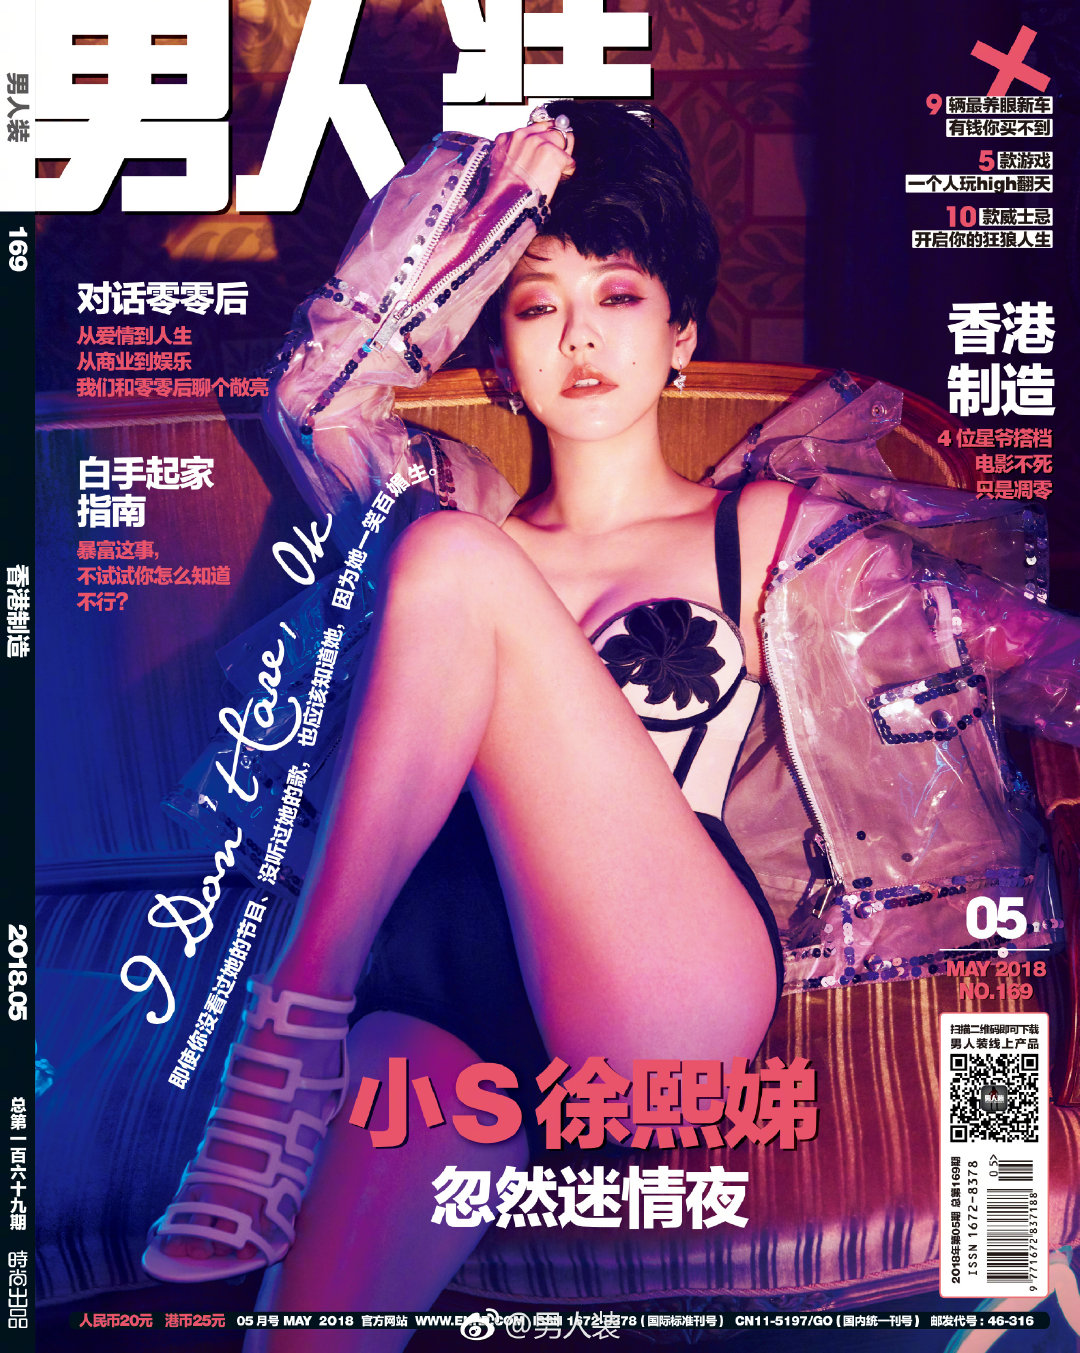 男人装
男人装
169
香港制造
2018.05
总第一百六十九期
時尚出品
9辆最养眼新车
有钱你买不到
5款游戏
一个人玩high翻天
10款威士忌
开启你的狂狼人生
对话零零后
从爱情到人生
从商业到娱乐
我们和零零后聊个敞亮
香港
制造
4位星爷搭档
电影不死
只是凋零
白手起家
指南
暴富这事，
不试试你怎么知道
不行？
I Don't Care, Ok
即使你没看过她的节目、没听过她的歌，也应该知道她，因为她一笑百媚生。
05
MAY 2018
NO.169
扫描二维码即可下载
男人装线上产品
男人装
小S徐熙娣
忽然迷情夜
2018年第05期 总第169期
ISSN 1672-8378
05>
9 771672 837188
人民币20元 港币25元 05月号 MAY 2018 官方网站 ISSN 1672-8378（国际标准刊号） CN11-5197/GO（国内统一刊号） 邮发代号：46-316
@男人装